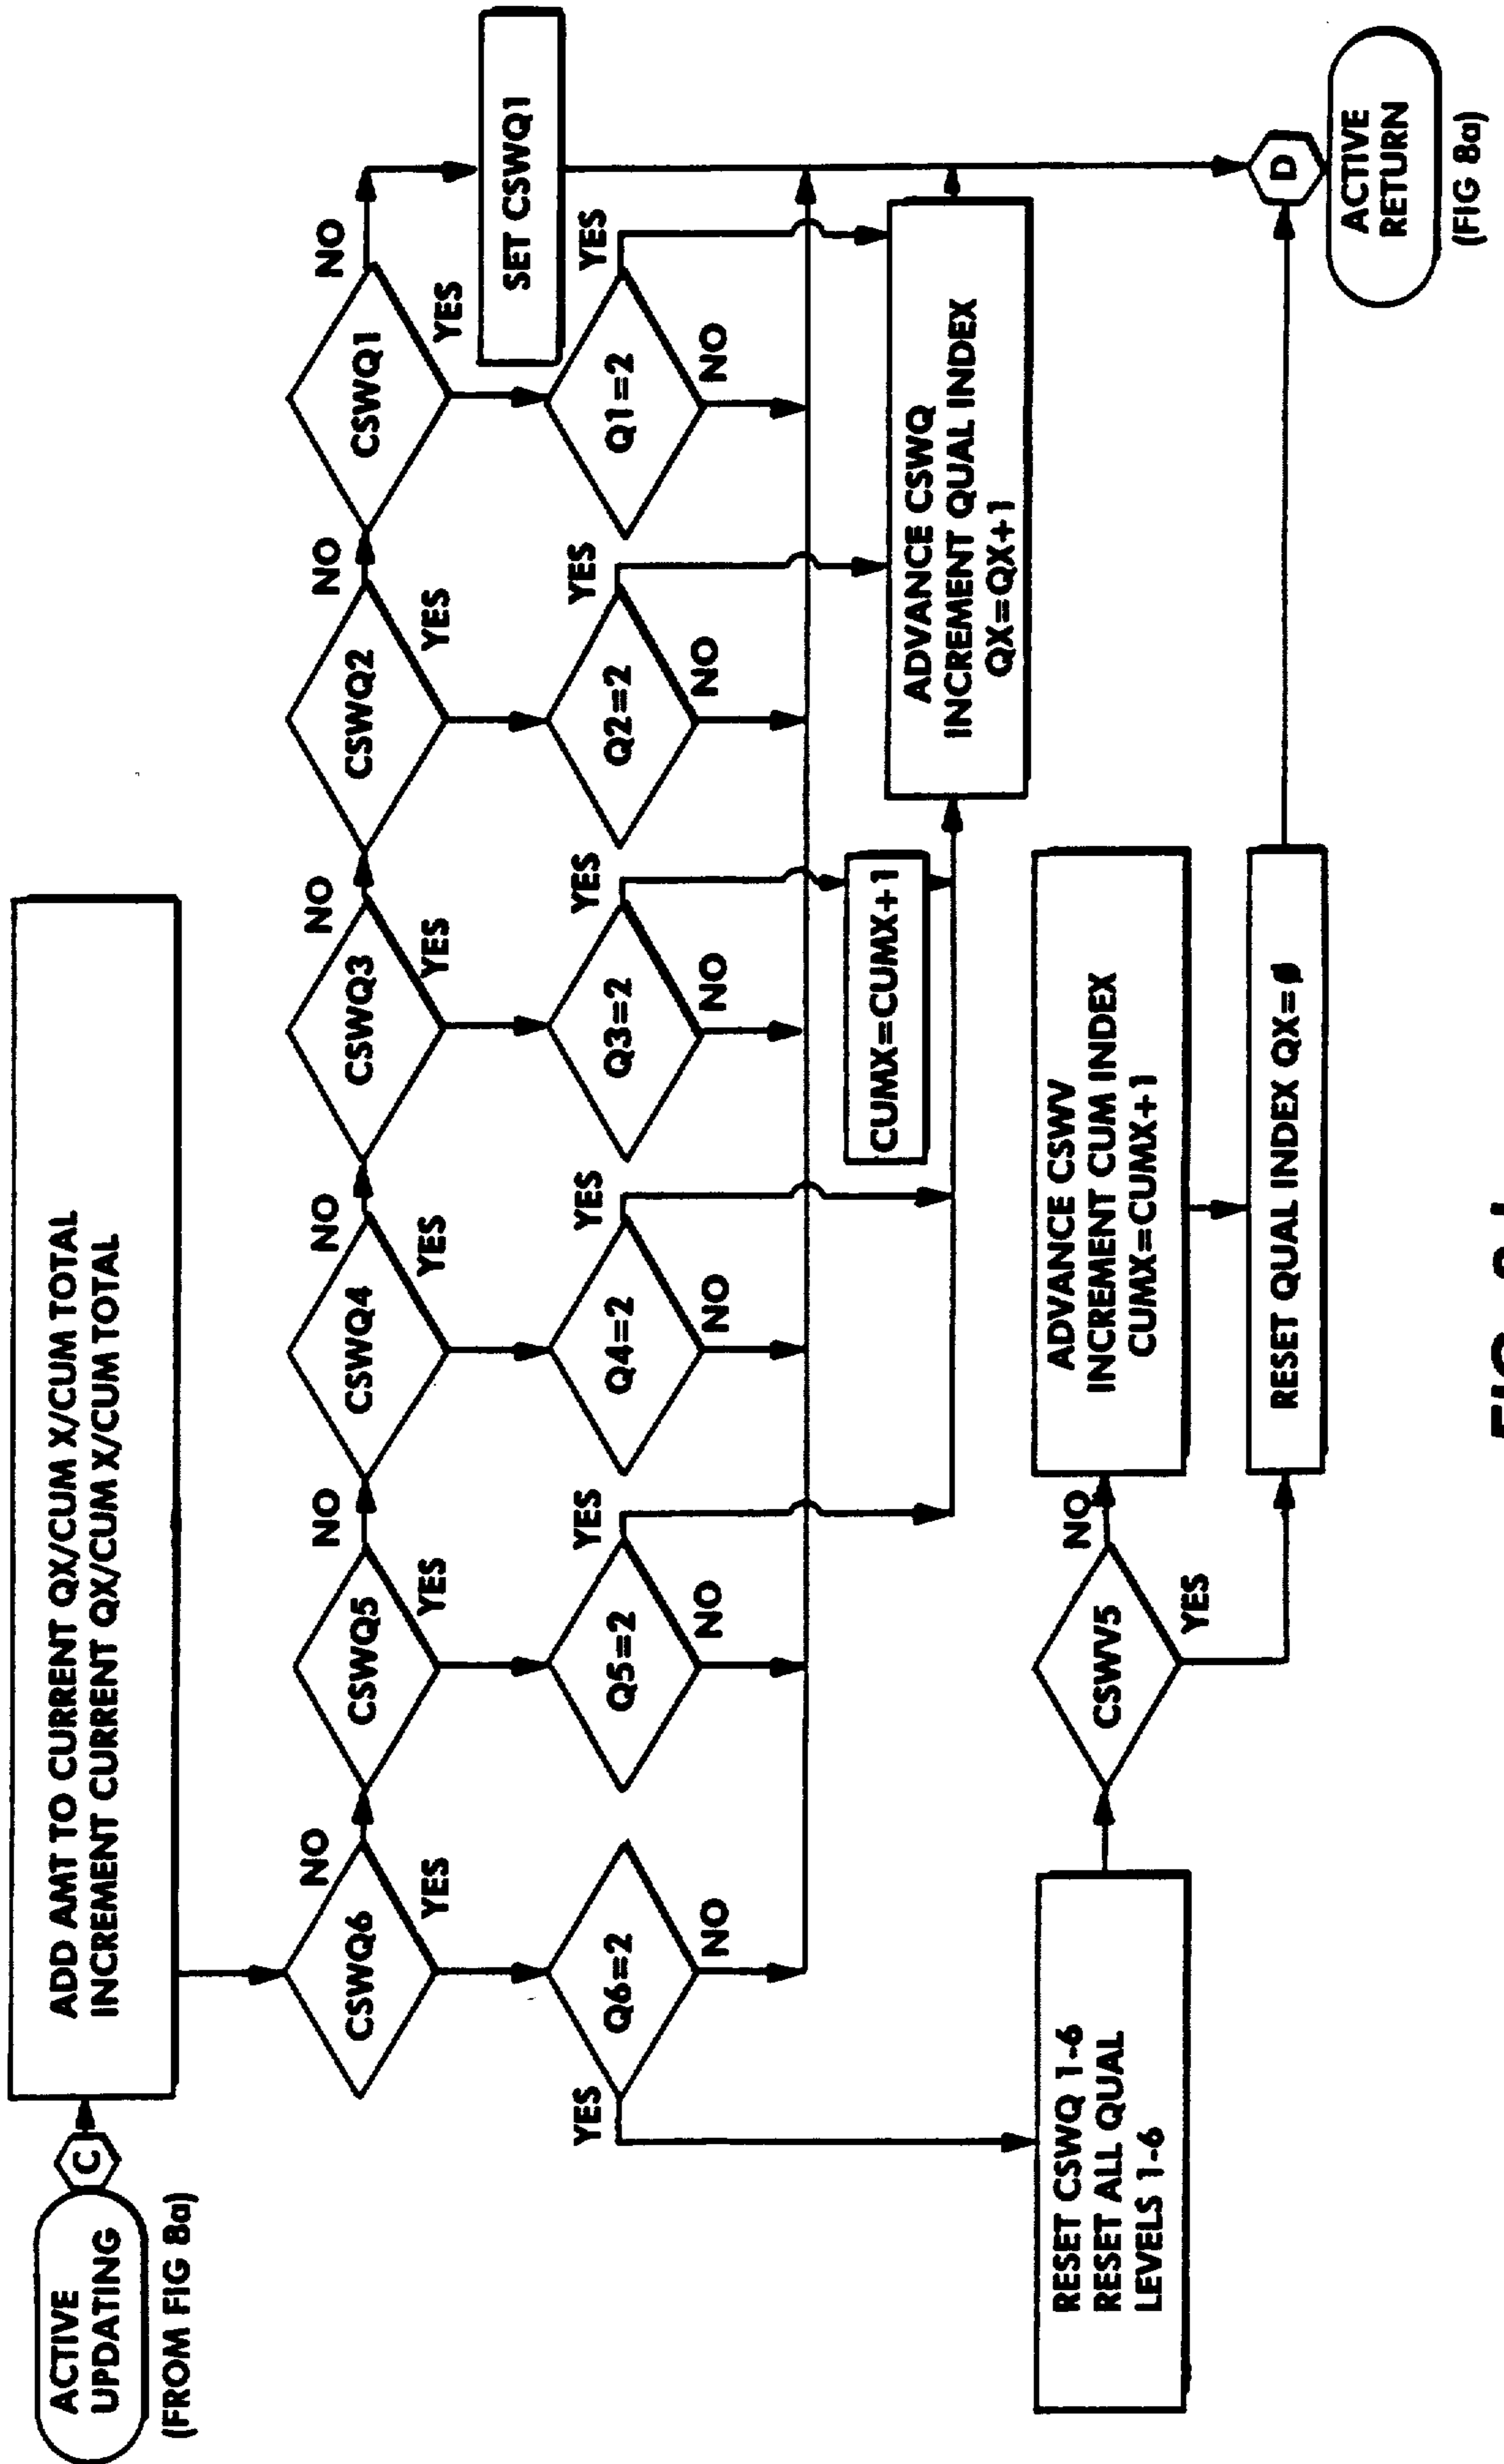 ACTIVE
UPDATING
C
(FROM FIG 8a)
ADD AMT TO CURRENT QX/CUM X/CUM TOTAL
INCREMENT CURRENT QX/CUM X/CUM TOTAL
CSWQ6
NO
YES
CSWQ5
NO
YES
CSWQ4
NO
YES
CSWQ3
NO
YES
CSWQ2
NO
YES
CSWQ1
NO
YES
SET CSWQ1
Q6=2
YES
NO
Q5=2
YES
NO
Q4=2
YES
NO
Q3=2
YES
NO
Q2=2
YES
NO
Q1=2
YES
NO
CUMX=CUMX+1
ADVANCE CSWQ
INCREMENT QUAL INDEX
QX=QX+1
RESET CSWQ 1-6
RESET ALL QUAL
LEVELS 1-6
CSWV5
NO
YES
ADVANCE CSWV
INCREMENT CUM INDEX
CUMX=CUMX+1
RESET QUAL INDEX QX=Ø
D
ACTIVE
RETURN
(FIG 8a)